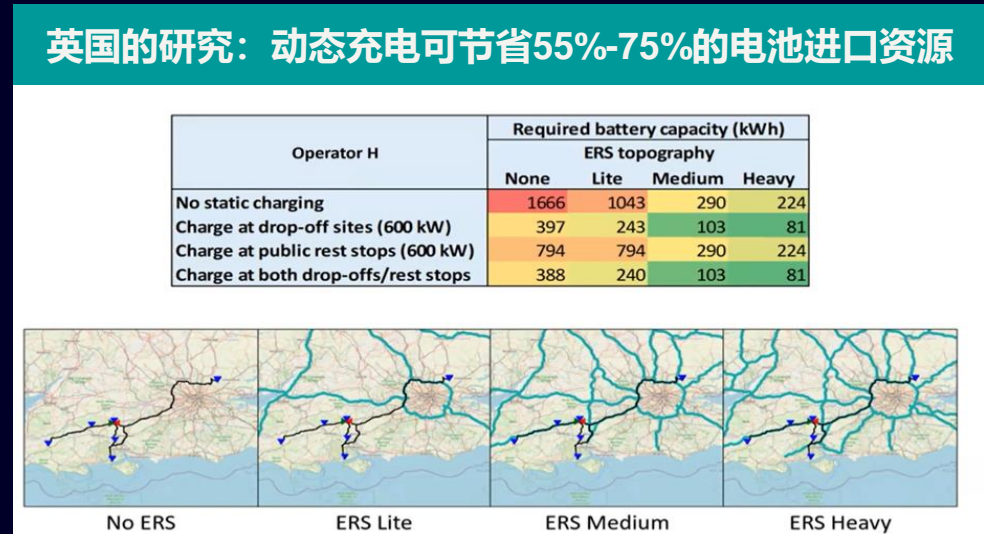 英国的研究：动态充电可节省55%-75%的电池进口资源
Operator H
Required battery capacity (kWh)
ERS topography
None Lite Medium Heavy
No static charging 1666 1043 290 224
Charge at drop-off sites (600 kW) 397 243 103 81
Charge at public rest stops (600 kW) 794 794 290 224
Charge at both drop-offs/rest stops 388 240 103 81
No ERS ERS Lite ERS Medium ERS Heavy